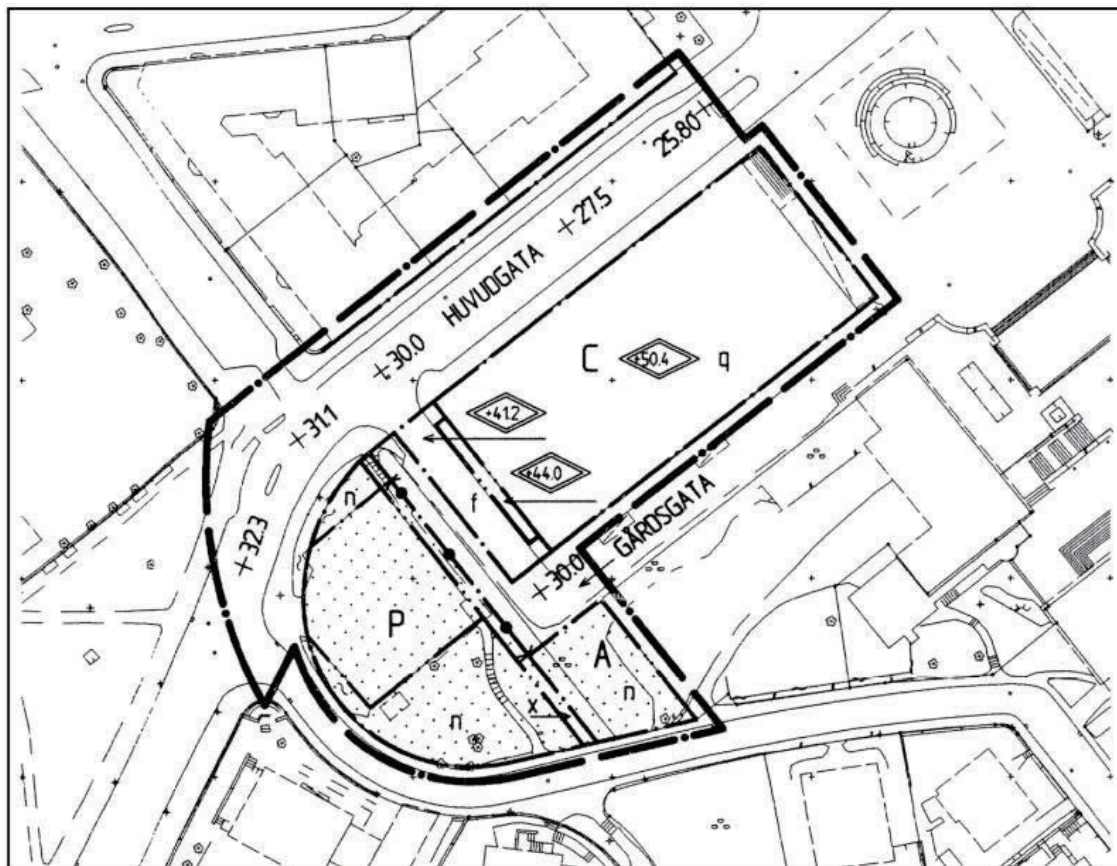 25.80
+27.5
HUVUDGATA
+30.0
C
+50.4
q
+41.2
+31.1
+44.0
n
f
GÅRDSGATA
+32.3
+30.0
P
A
n
x
n